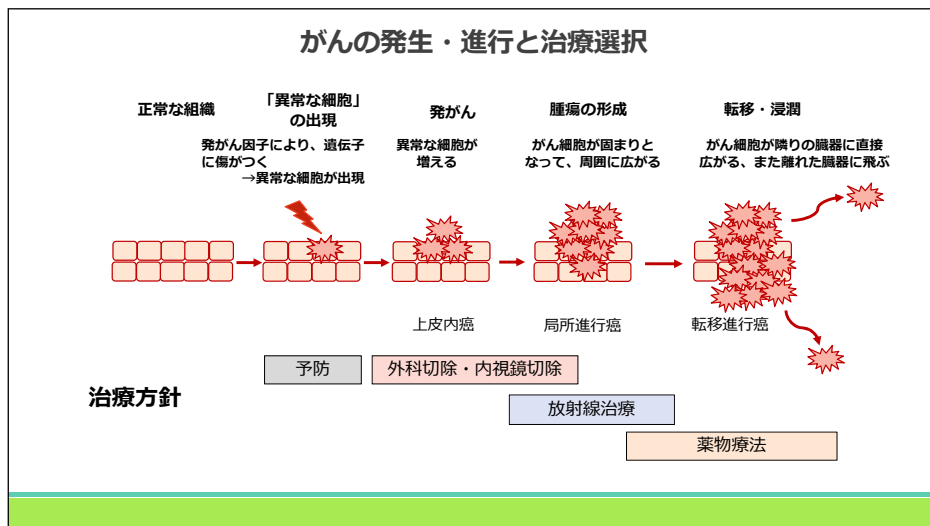 がんの発生・進行と治療選択
正常な組織
「異常な細胞」
の出現
発がん因子により、遺伝子
に傷がつく
→異常な細胞が出現
発がん
異常な細胞が
増える
腫瘍の形成
がん細胞が固まりと
なって、周囲に広がる
転移・浸潤
がん細胞が隣りの臓器に直接
広がる、また離れた臓器に飛ぶ
上皮内癌
局所進行癌
転移進行癌
治療方針
予防
外科切除・内視鏡切除
放射線治療
薬物療法